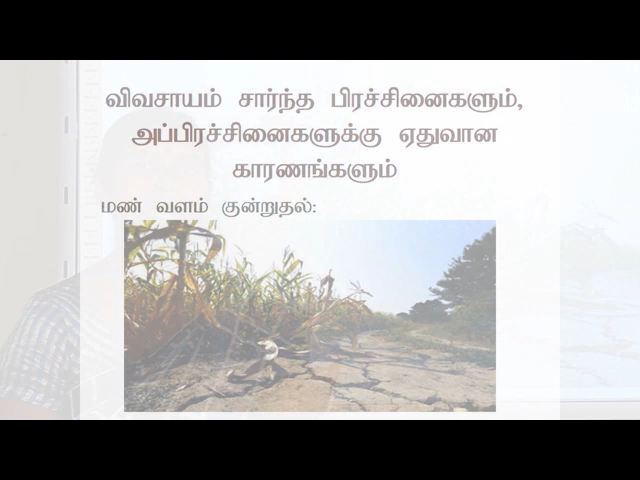 விவசாயம் சார்ந்த பிரச்சினைகளும்,
அப்பிரச்சினைகளுக்கு ஏதுவான
காரணங்களும்
மண் வளம் குன்றுதல்: